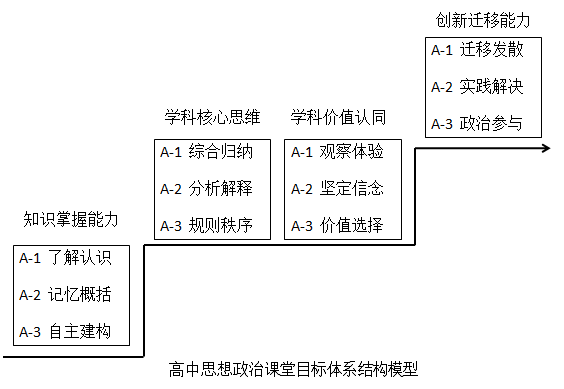 创新迁移能力
A-1 迁移发散
A-2 实践解决
A-3 政治参与
学科核心思维
A-1 综合归纳
A-2 分析解释
A-3 规则秩序
学科价值认同
A-1 观察体验
A-2 坚定信念
A-3 价值选择
知识掌握能力
A-1 了解认识
A-2 记忆概括
A-3 自主建构
高中思想政治课堂目标体系结构模型